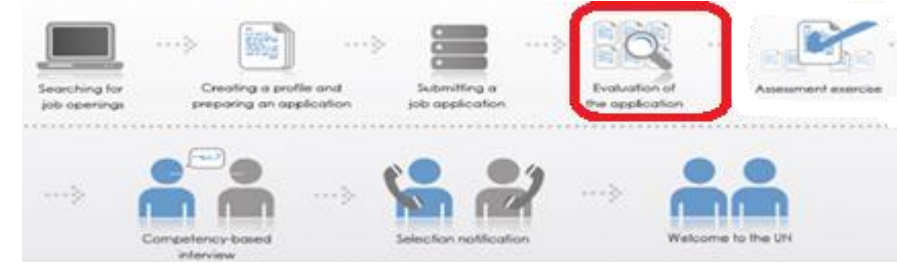 Searching for
job openings
Creating a profile and
preparing an application
Submitting a
job application
Evaluation of
the application
Assessment exercise
Competency-based
interview
Selection notification
Welcome to the UN